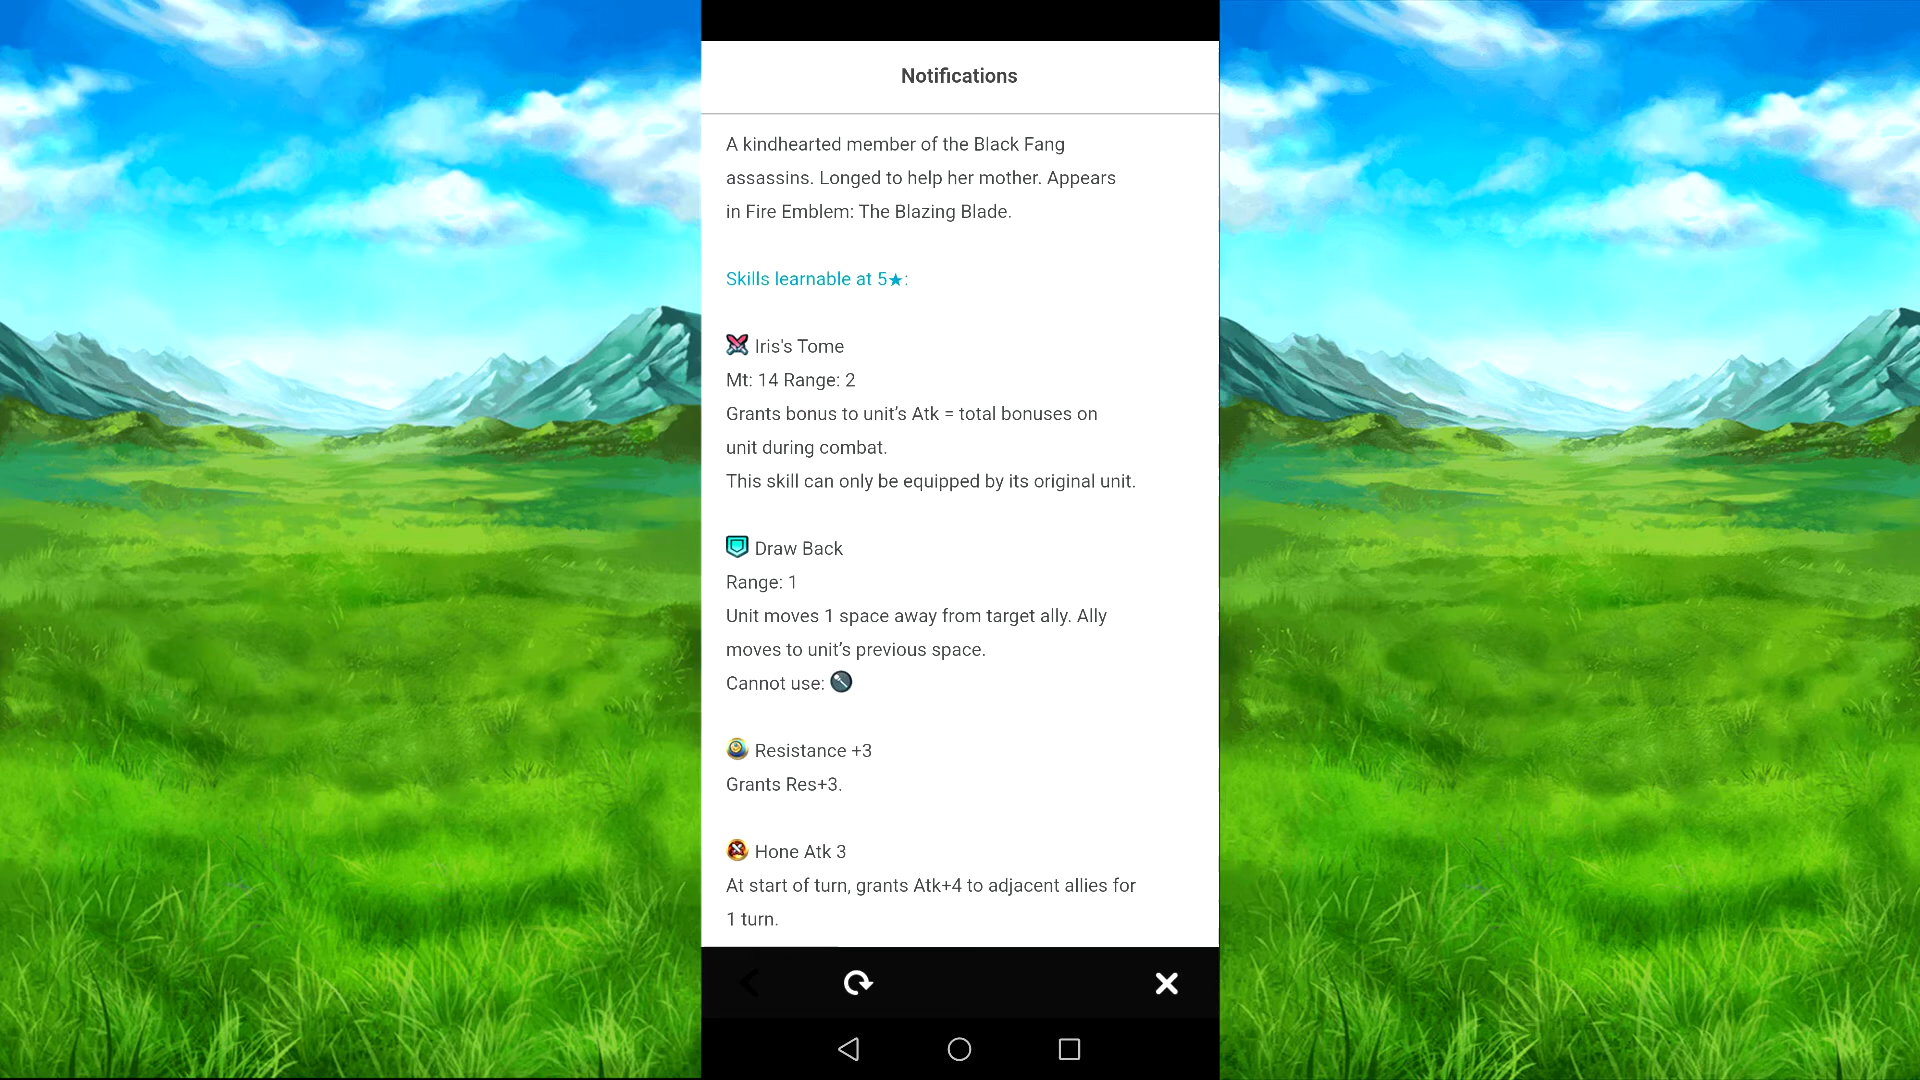 Notifications
A kindhearted member of the Black Fang
assassins. Longed to help her mother. Appears
in Fire Emblem: The Blazing Blade.
Skills learnable at 5★:
Iris's Tome
Mt: 14 Range: 2
Grants bonus to unit’s Atk = total bonuses on
unit during combat.
This skill can only be equipped by its original unit.
Draw Back
Range: 1
Unit moves 1 space away from target ally. Ally
moves to unit’s previous space.
Cannot use:
Resistance +3
Grants Res+3.
Hone Atk 3
At start of turn, grants Atk+4 to adjacent allies for
1 turn.